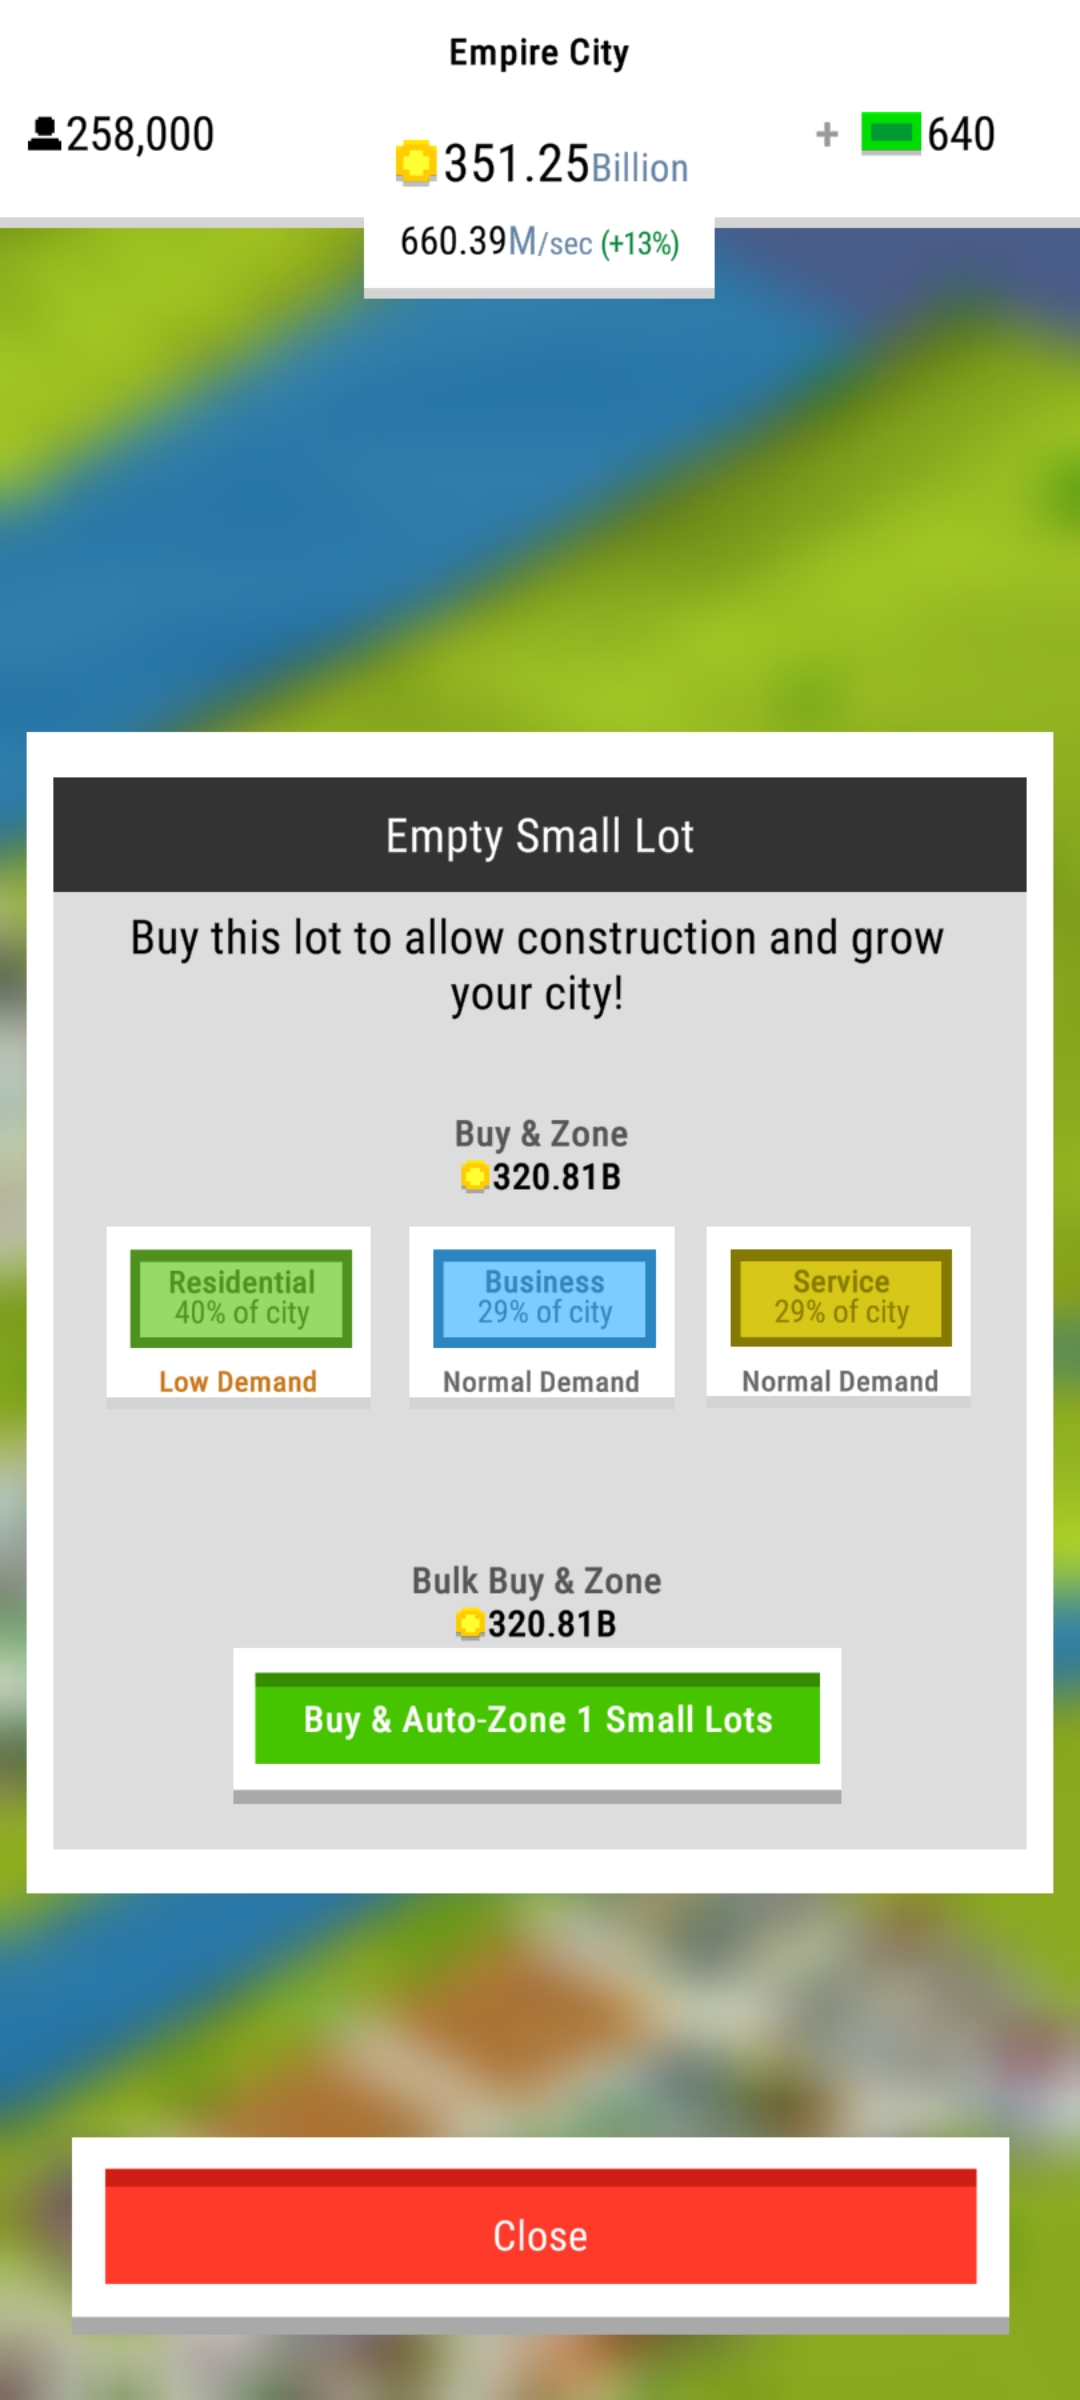 Empire City
258,000
351.25Billion
+ 640
660.39M/sec (+13%)
Empty Small Lot
Buy this lot to allow construction and grow
your city!
Buy & Zone
320.81B
Residential
40% of city
Low Demand
Business
29% of city
Normal Demand
Service
29% of city
Normal Demand
Bulk Buy & Zone
320.81B
Buy & Auto-Zone 1 Small Lots
Close